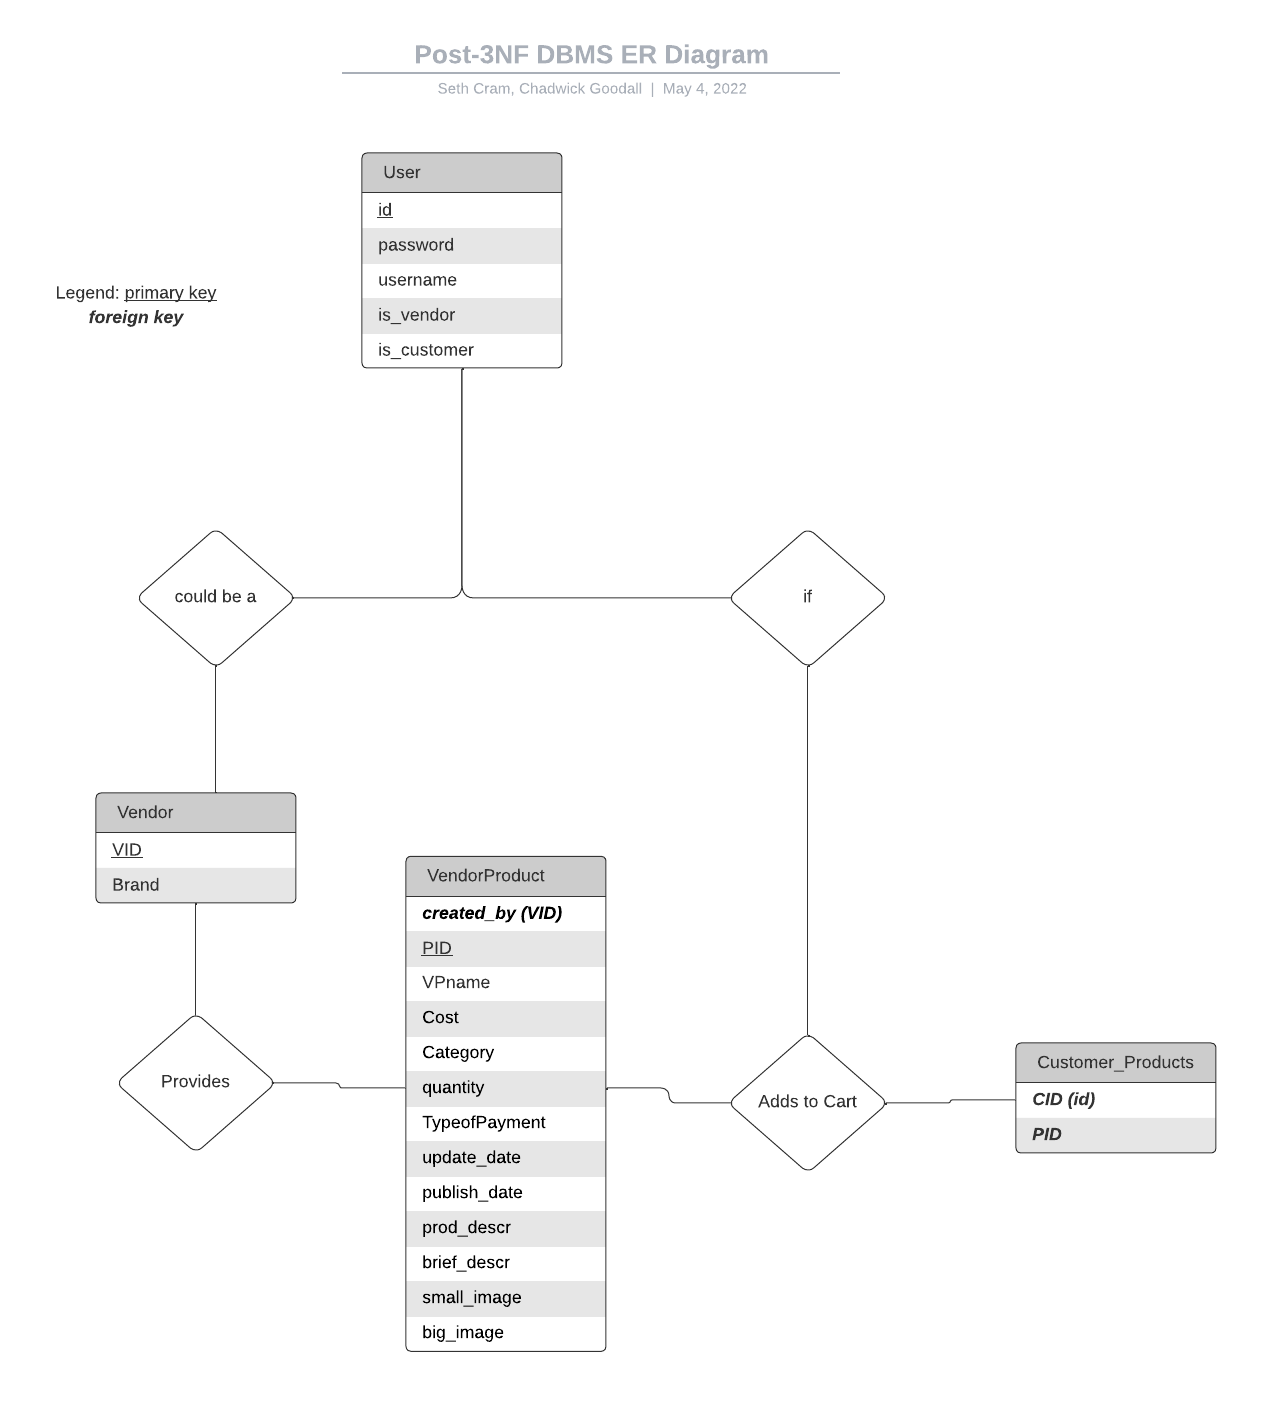 Post-3NF DBMS ER Diagram
Seth Cram, Chadwick Goodall | May 4, 2022
User
id
password
username
is_vendor
is_customer
Legend: primary key
foreign key
could be a
if
Vendor
VID
Brand
VendorProduct
created_by (VID)
PID
VPname
Cost
Category
quantity
TypeofPayment
update_date
publish_date
prod_descr
brief_descr
small_image
big_image
Provides
Adds to Cart
Customer_Products
CID (id)
PID